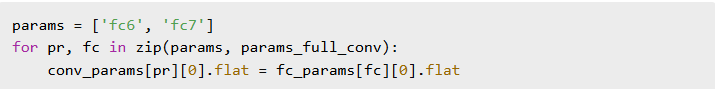 params = ['fc6', 'fc7']
for pr, fc in zip(params, params_full_conv):
    conv_params[pr][0].flat = fc_params[fc][0].flat